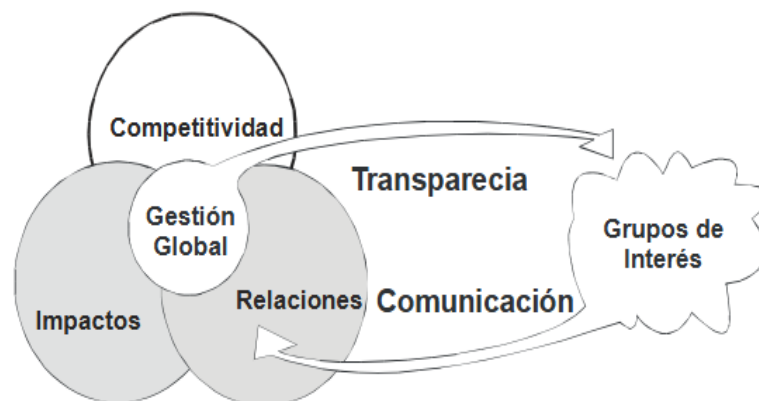 Competitividad
Transparecia
Gestión
Global
Grupos de
Interés
Relaciones
Comunicación
Impactos